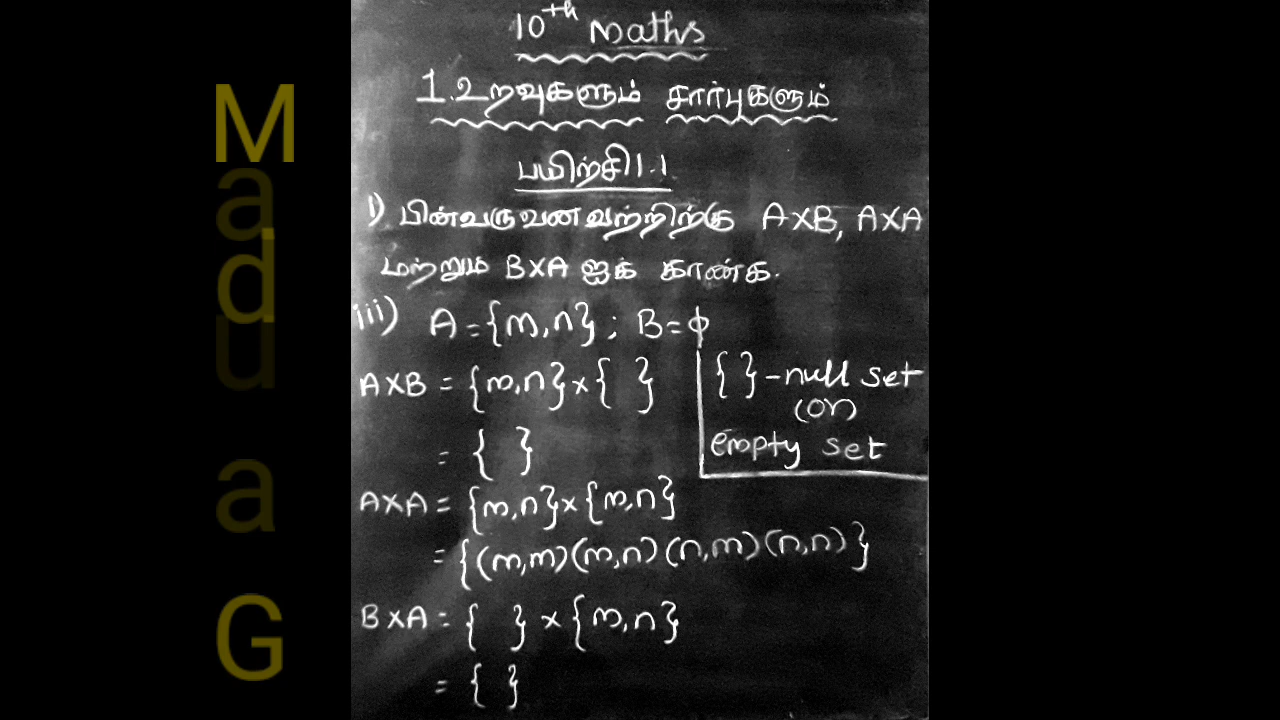 10th Maths
1.உறவுகளும் சார்புகளும்
பயிற்சி1.1
1) பின்வருவனவற்றிற்கு AXB, AXA
மற்றும் BXA ஐக் காண்க.
iii) A={m,n}; B=ϕ
AXB = {m,n}x{ }
{ }-null set
(or)
empty set
= { }
AXA = {m,n}x{m,n}
={(m,m)(m,n)(n,m)(n,n)}
BXA = { } x {m,n}
= { }
M
a
d
u
a
G